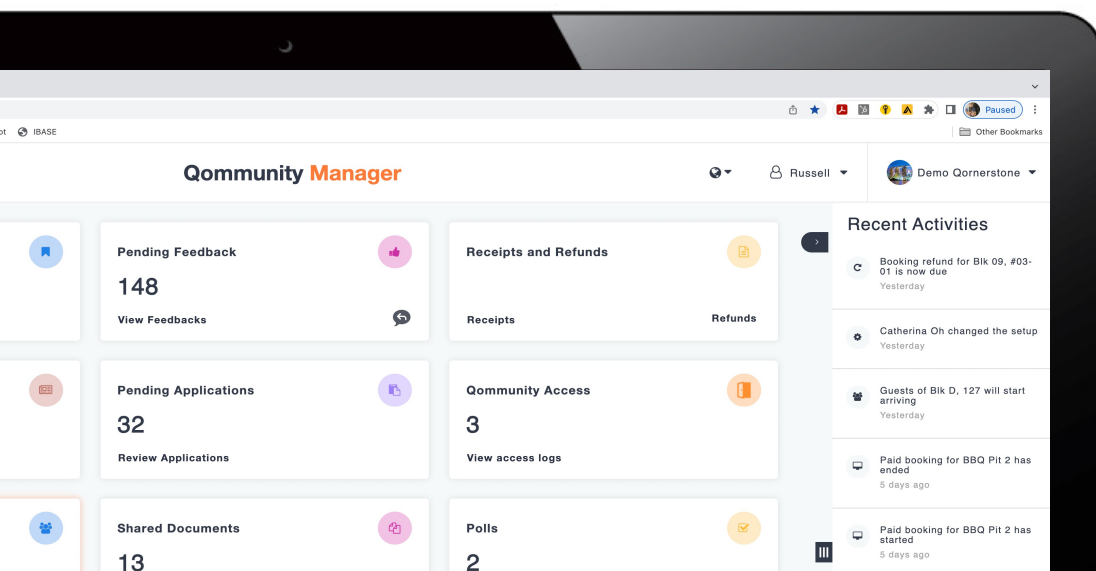 Paused
ot IBASE Other Bookmarks
Qommunity Manager
Russell
Demo Qornerstone
Pending Feedback
148
View Feedbacks
Receipts and Refunds
Receipts
Refunds
Pending Applications
32
Review Applications
Qommunity Access
3
View access logs
Shared Documents
13
Polls
2
Recent Activities
Booking refund for Blk 09, #03-
01 is now due
Yesterday
Catherina Oh changed the setup
Yesterday
Guests of Blk D, 127 will start
arriving
Yesterday
Paid booking for BBQ Pit 2 has
ended
5 days ago
Paid booking for BBQ Pit 2 has
started
5 days ago